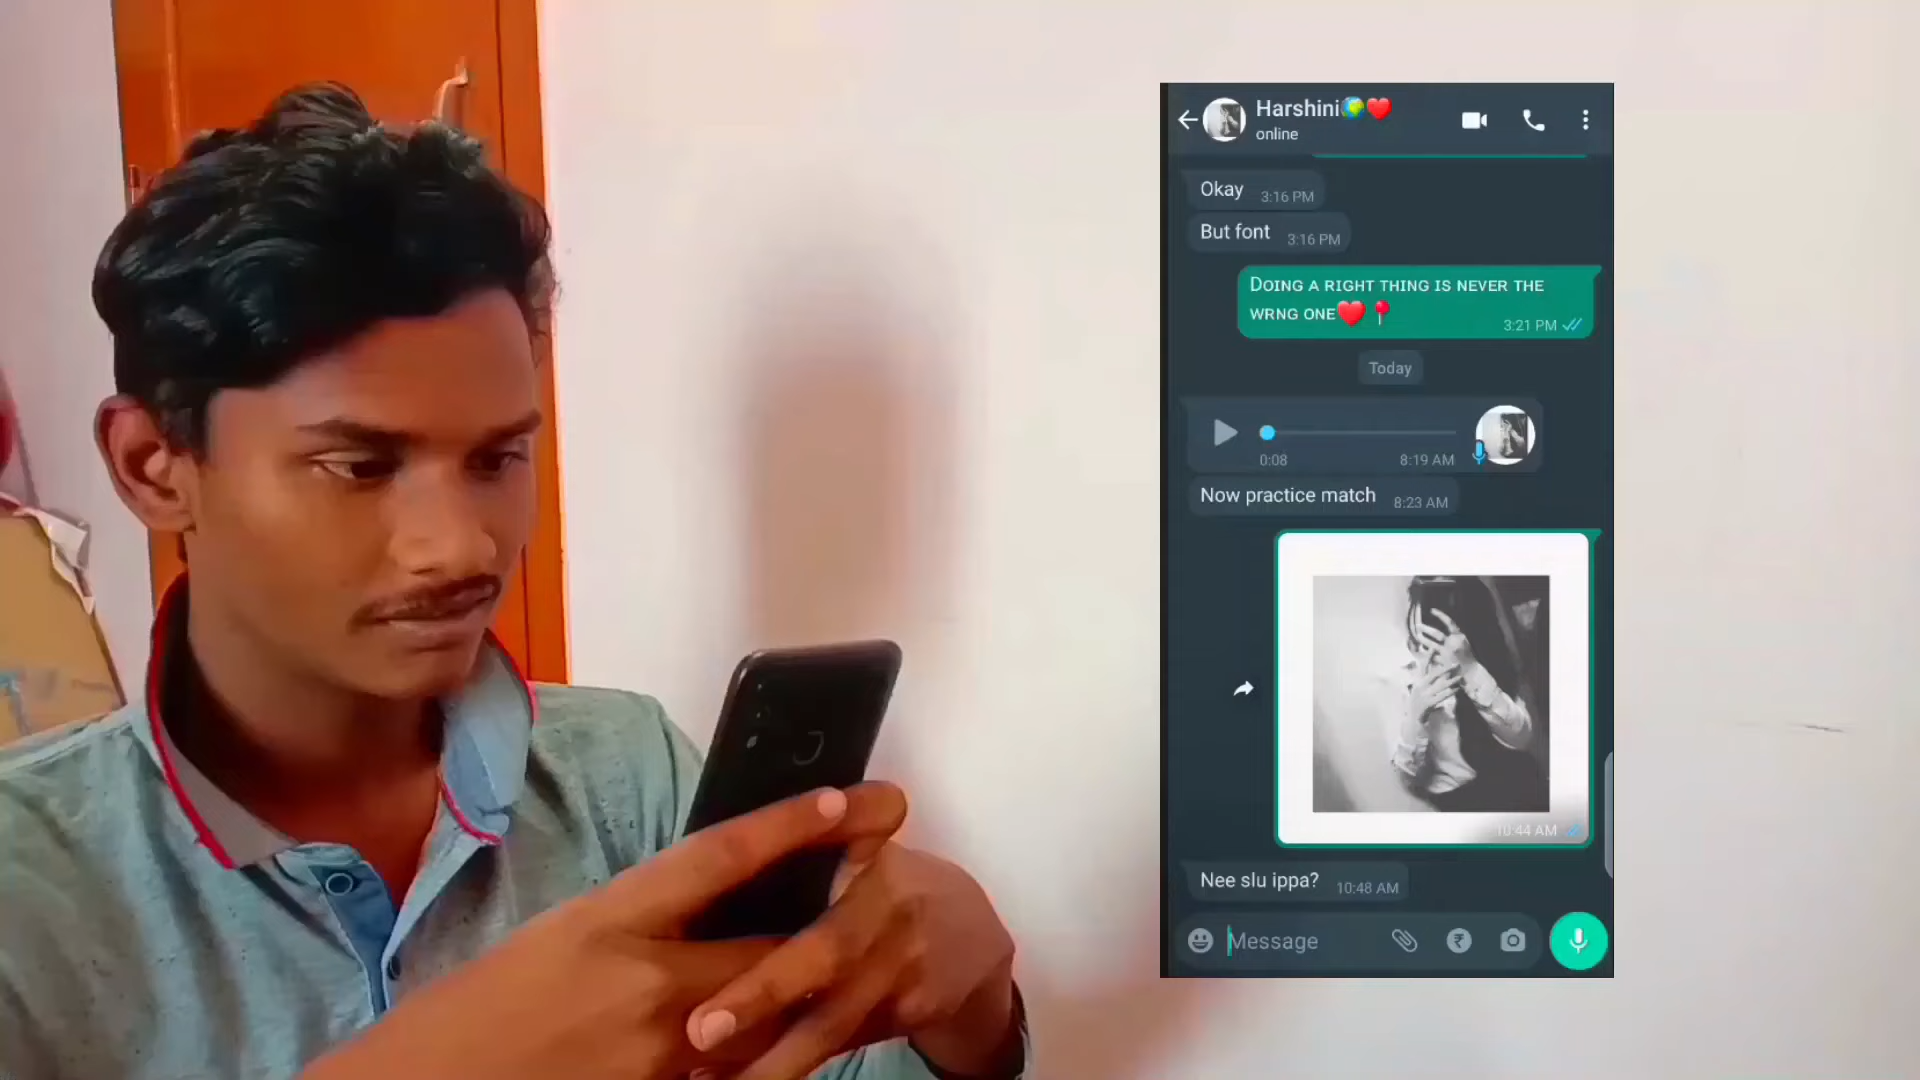 Harshini🌍❤️
online
Okay 3:16 PM
But font 3:16 PM
Doing a right thing is never the
wrng one❤️📍
3:21 PM
Today
0:08 8:19 AM
Now practice match 8:23 AM
10:44 AM
Nee slu ippa? 10:48 AM
Message